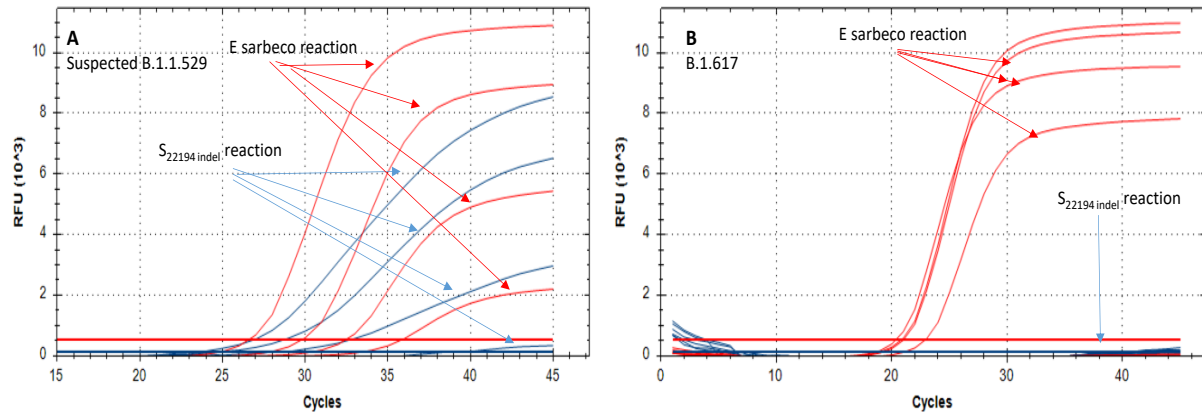 A
Suspected B.1.1.529
E sarbeco reaction
S22194 indel reaction
RFU (10^3)
10
8
6
4
2
0
15
20
25
30
35
40
45
Cycles
B
B.1.617
E sarbeco reaction
S22194 indel reaction
RFU (10^3)
10
8
6
4
2
0
0
10
20
30
40
Cycles